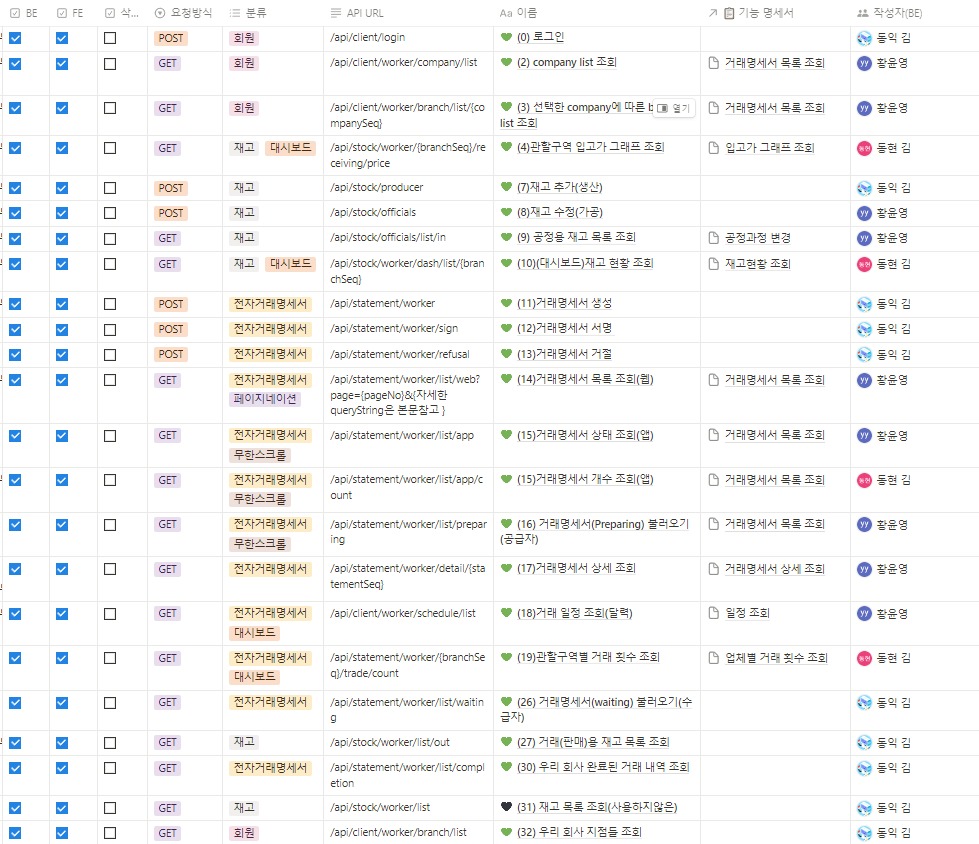 BE FE 삭... 요청방식 분류 API URL Aa 이름 기능 명세서 작성자(BE)
POST 회원 /api/client/login (0) 로그인 동익 김
GET 회원 /api/client/worker/company/list (2) company list 조회 거래명세서 목록 조회 yy 황윤영
GET 회원 /api/client/worker/branch/list/{co (3) 선택한 company에 따른 b 열기 거래명세서 목록 조회 yy 황윤영
mpanySeq} list 조회
GET 재고 대시보드 /api/stock/worker/{branchSeq}/re (4)관할구역 입고가 그래프 조회 입고가 그래프 조회 동현 동현 김
ceiving/price
POST 재고 /api/stock/producer (7)재고 추가(생산) 동익 김
POST 재고 /api/stock/officials (8)재고 수정(가공) yy 황윤영
GET 재고 /api/stock/officials/list/in (9) 공정용 재고 목록 조회 공정과정 변경 yy 황윤영
GET 재고 대시보드 /api/stock/worker/dash/list/{bran (10)(대시보드)재고 현황 조회 재고현황 조회 동현 동현 김
chSeq}
POST 전자거래명세서 /api/statement/worker (11)거래명세서 생성 동익 김
POST 전자거래명세서 /api/statement/worker/sign (12)거래명세서 서명 동익 김
POST 전자거래명세서 /api/statement/worker/refusal (13)거래명세서 거절 동익 김
GET 전자거래명세서 /api/statement/worker/list/web? (14)거래명세서 목록 조회(웹) 거래명세서 목록 조회 yy 황윤영
페이지네이션 page={pageNo}&{자세한
queryString은 본문참고 }
GET 전자거래명세서 /api/statement/worker/list/app (15)거래명세서 상태 조회(앱) 거래명세서 목록 조회 yy 황윤영
무한스크롤
GET 전자거래명세서 /api/statement/worker/list/app/c (15)거래명세서 개수 조회(앱) 거래명세서 목록 조회 동현 동현 김
무한스크롤 ount
GET 전자거래명세서 /api/statement/worker/list/prepar (16) 거래명세서(Preparing) 불러오기 거래명세서 목록 조회 yy 황윤영
무한스크롤 ing (공급자)
GET 전자거래명세서 /api/statement/worker/detail/{sta (17)거래명세서 상세 조회 거래명세서 상세 조회 yy 황윤영
tementSeq}
GET 전자거래명세서 /api/client/worker/schedule/list (18)거래 일정 조회(달력) 일정 조회 yy 황윤영
대시보드
GET 전자거래명세서 /api/statement/worker/{branchSe (19)관할구역별 거래 횟수 조회 업체별 거래 횟수 조회 동현 동현 김
대시보드 q}/trade/count
GET 전자거래명세서 /api/statement/worker/list/waitin (26) 거래명세서(waiting) 불러오기(수 동익 김
g 급자)
GET 재고 /api/stock/worker/list/out (27) 거래(판매)용 재고 목록 조회 동익 김
GET 전자거래명세서 /api/statement/worker/list/compl (30) 우리 회사 완료된 거래 내역 조회 동익 김
etion
GET 재고 /api/stock/worker/list (31) 재고 목록 조회(사용하지않은) 동익 김
GET 회원 /api/client/worker/branch/list (32) 우리 회사 지점들 조회 동익 김